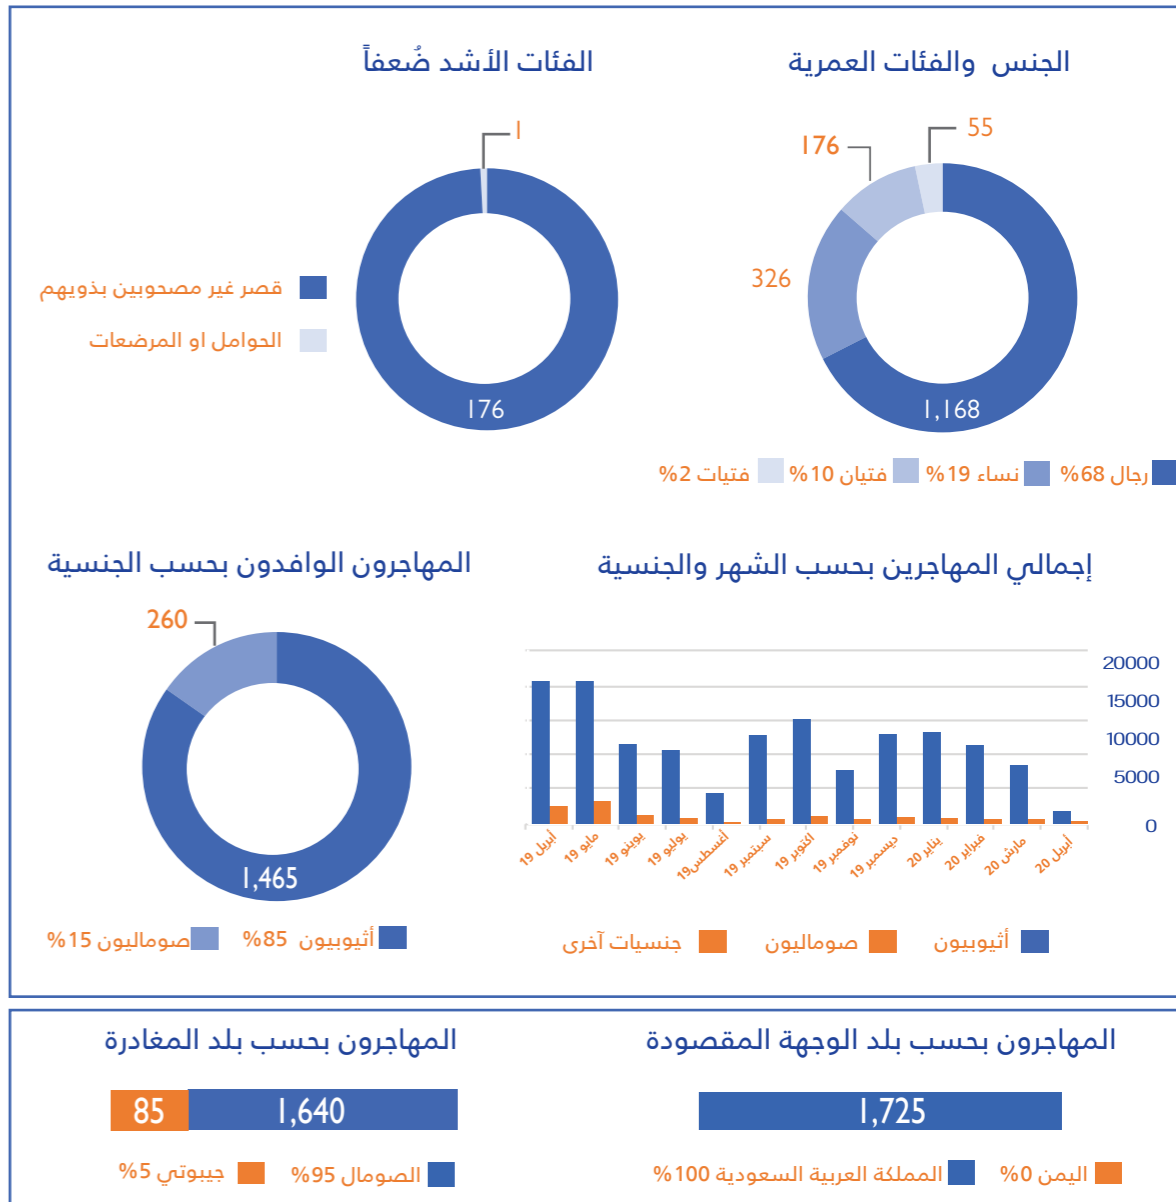 الجنس والفئات العمرية
55
176
326
1,168
رجال 68%
نساء 19%
فتيان 10%
فتيات 2%
الفئات الأشد ضُعفاً
1
176
قصر غير مصحوبين بذويهم
الحوامل او المرضعات
إجمالي المهاجرين بحسب الشهر والجنسية
20000
15000
10000
5000
0
أبريل 19
مايو 19
يونيو 19
يوليو 19
أغسطس19
سبتمبر 19
اكتوبر 19
نوفمبر 19
ديسمبر 19
يناير 20
فبراير 20
مارش 20
أبريل 20
أثيوبيون
صوماليون
جنسيات آخرى
المهاجرون الوافدون بحسب الجنسية
260
1,465
أثيوبيون 85%
صوماليون 15%
المهاجرون بحسب بلد الوجهة المقصودة
1,725
اليمن 0%
المملكة العربية السعودية 100%
المهاجرون بحسب بلد المغادرة
85
1,640
الصومال 95%
جيبوتي 5%